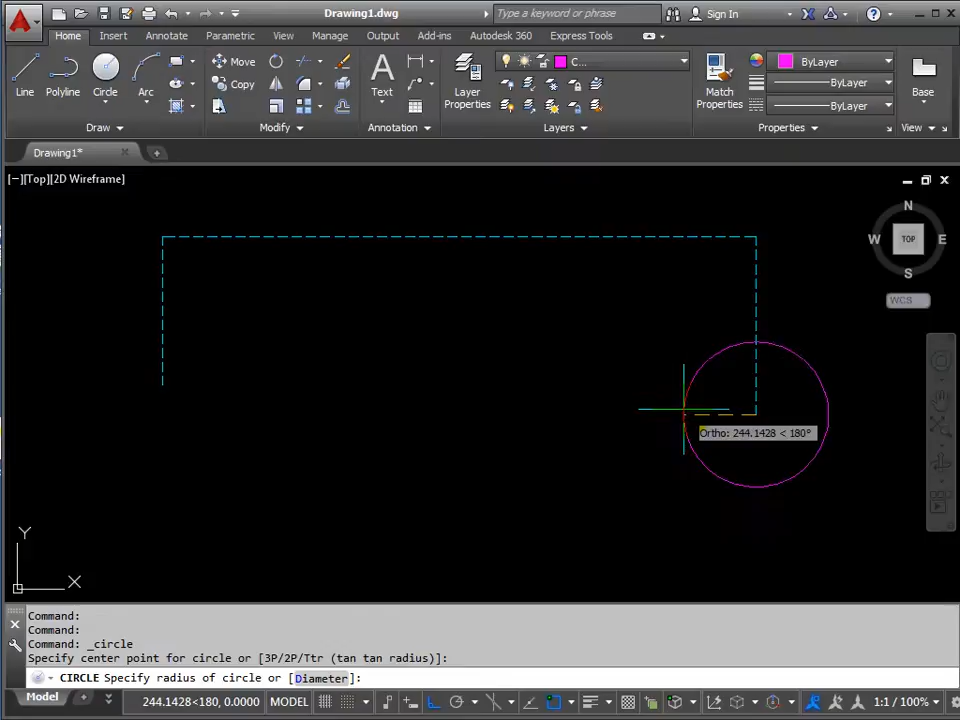 Drawing1.dwg
Type a keyword or phrase
Sign In
Home Insert Annotate Parametric View Manage Output Add-ins Autodesk 360 Express Tools
Line
Polyline
Circle
Arc
Move
Copy
Text
Layer
Properties
C...
Match
Properties
ByLayer
ByLayer
ByLayer
Base
Draw
Modify
Annotation
Layers
Properties
View
Drawing1*
[−][Top][2D Wireframe]
N
W
TOP
E
S
WCS
Ortho: 244.1428 < 180°
Y
X
Command:
Command:
Command: _circle
Specify center point for circle or [3P/2P/Ttr (tan tan radius)]:
CIRCLE Specify radius of circle or [Diameter]:
Model
244.1428<180, 0.0000 MODEL
1:1 / 100%